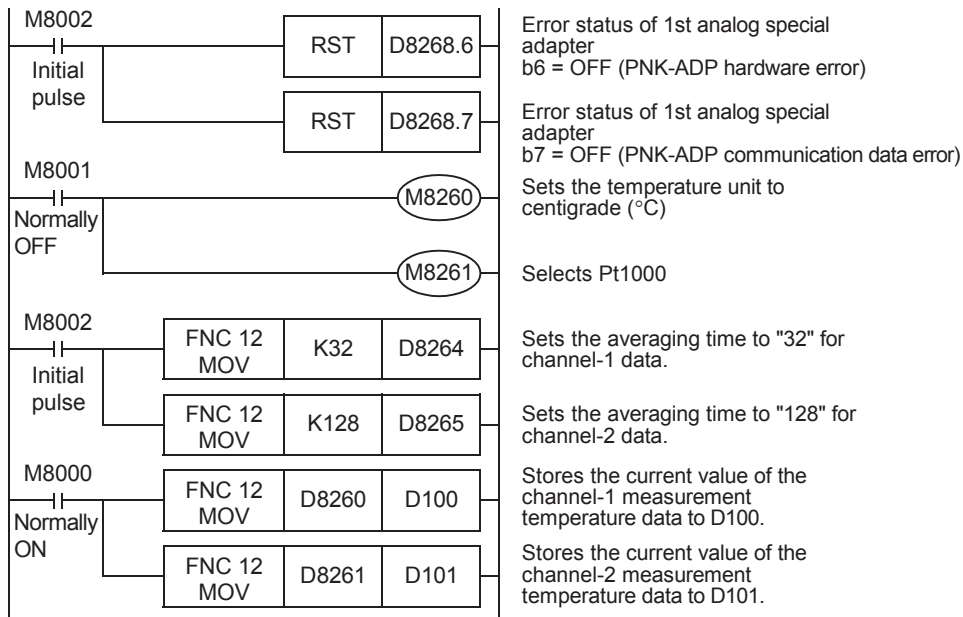 M8002
Initial
pulse
RST D8268.6
Error status of 1st analog special
adapter
b6 = OFF (PNK-ADP hardware error)
RST D8268.7
Error status of 1st analog special
adapter
b7 = OFF (PNK-ADP communication data error)
M8001
Normally
OFF
M8260
Sets the temperature unit to
centigrade (°C)
M8261
Selects Pt1000
M8002
Initial
pulse
FNC 12
MOV
K32 D8264
Sets the averaging time to "32" for
channel-1 data.
FNC 12
MOV
K128 D8265
Sets the averaging time to "128" for
channel-2 data.
M8000
Normally
ON
FNC 12
MOV
D8260 D100
Stores the current value of the
channel-1 measurement
temperature data to D100.
FNC 12
MOV
D8261 D101
Stores the current value of the
channel-2 measurement
temperature data to D101.